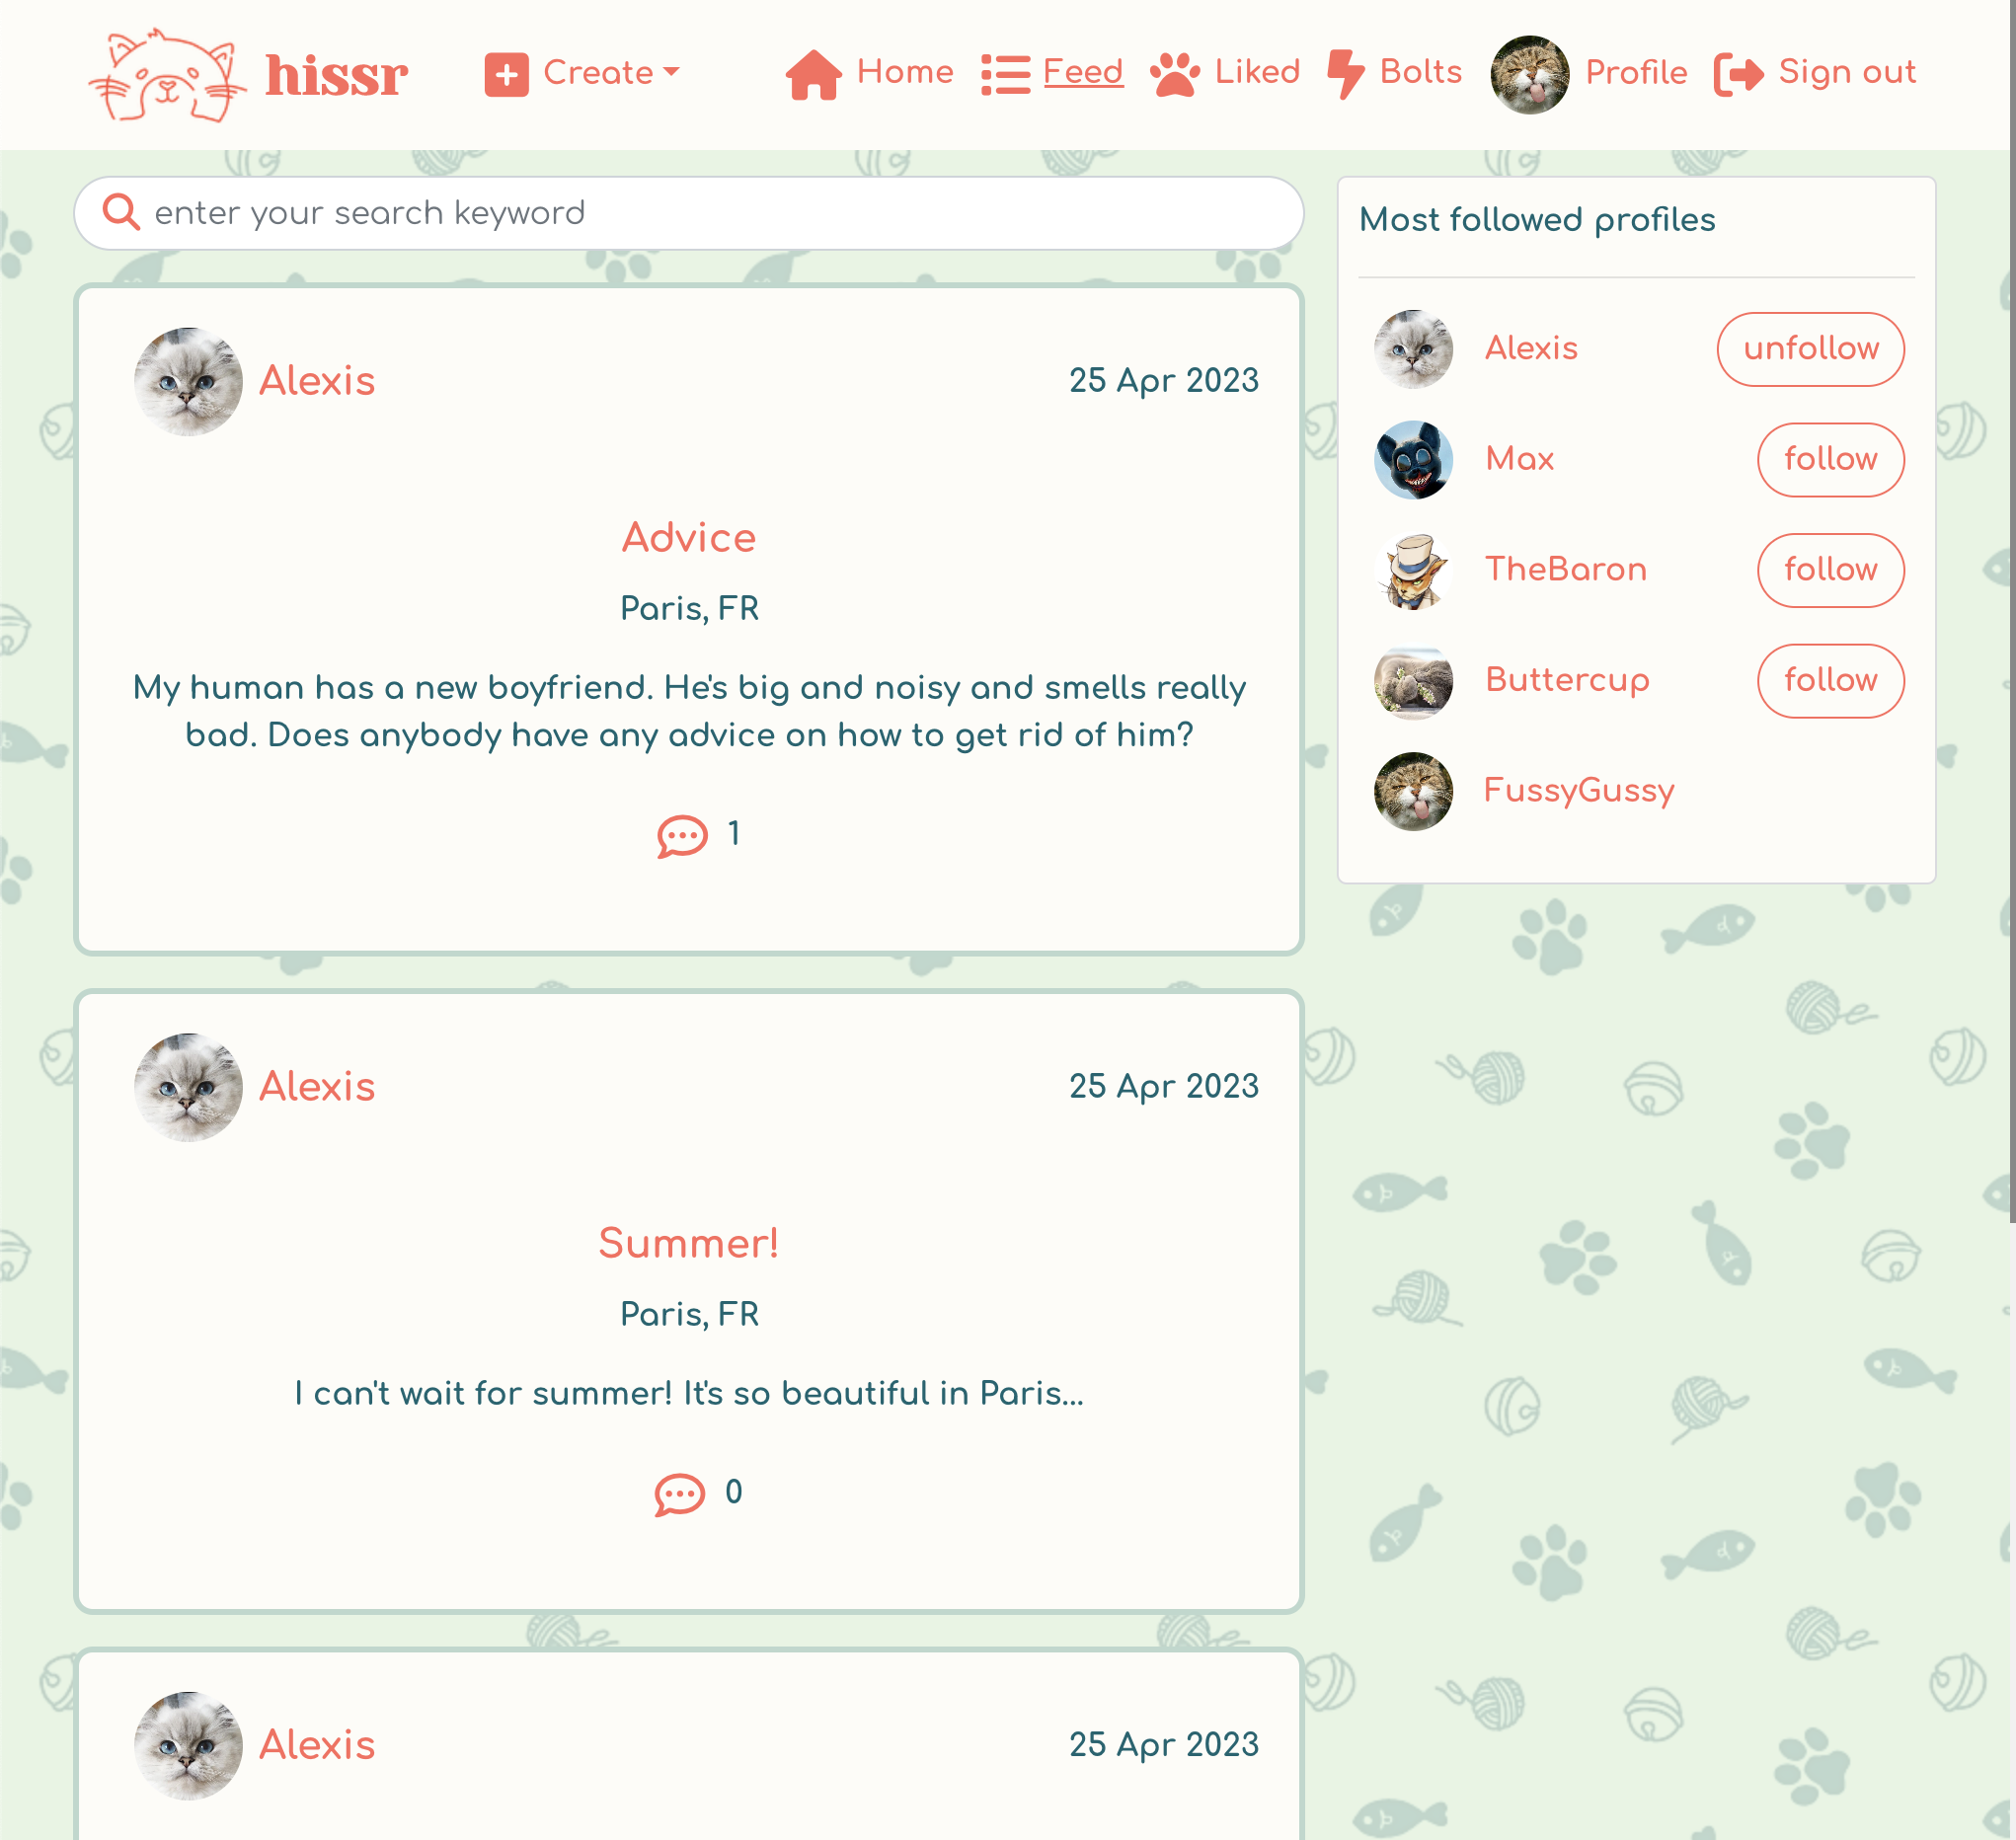 hissr
Create
Home
Feed
Liked
Bolts
Profile
Sign out
enter your search keyword
Alexis
25 Apr 2023
Advice
Paris, FR
My human has a new boyfriend. He's big and noisy and smells really
bad. Does anybody have any advice on how to get rid of him?
1
Alexis
25 Apr 2023
Summer!
Paris, FR
I can't wait for summer! It's so beautiful in Paris...
0
Alexis
25 Apr 2023
Most followed profiles
Alexis
unfollow
Max
follow
TheBaron
follow
Buttercup
follow
FussyGussy